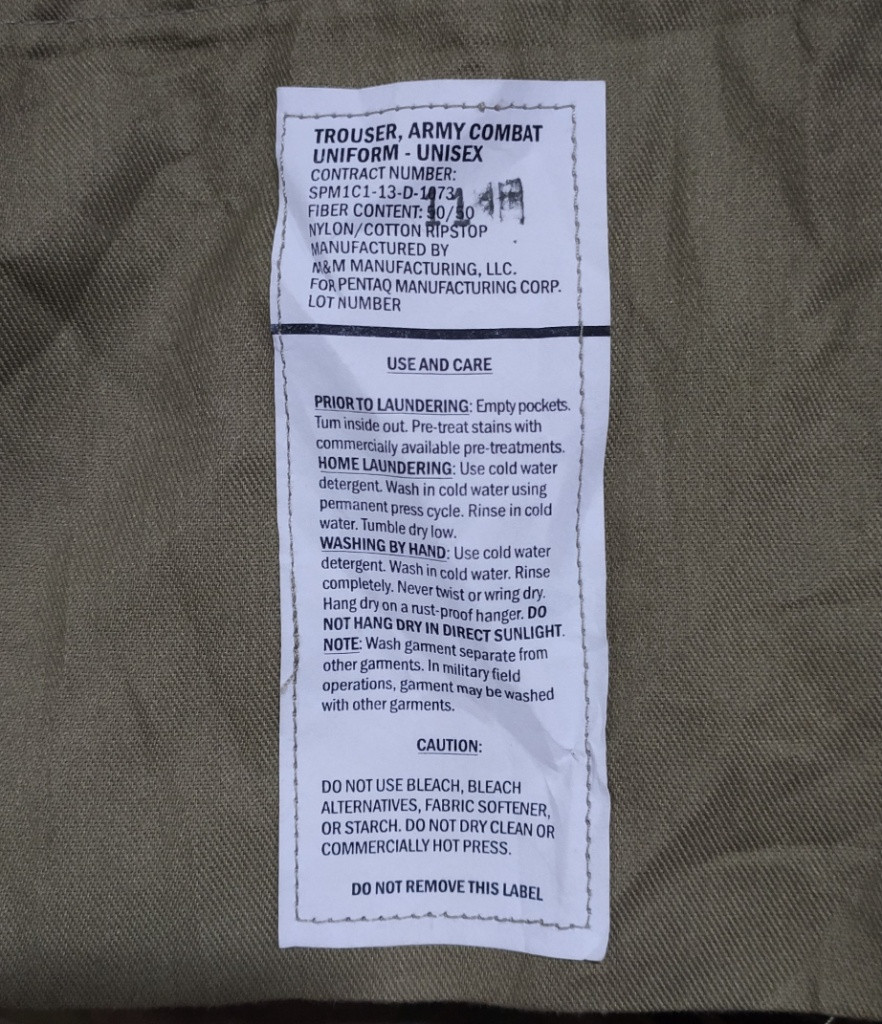 TROUSER, ARMY COMBAT
UNIFORM - UNISEX
CONTRACT NUMBER:
FIBER CONTENT: 50/50
NYLON/COTTON RIPSTOP
MANUFACTURED BY
M&M MANUFACTURING, LLC.
FOR PENTAQ MANUFACTURING CORP.
LOT NUMBER
USE AND CARE
PRIOR TO LAUNDERING: Empty pockets.
Turn inside out. Pre-treat stains with
commercially available pre-treatments.
HOME LAUNDERING: Use cold water
detergent. Wash in cold water using
permanent press cycle. Rinse in cold
water. Tumble dry low.
WASHING BY HAND: Use cold water
detergent. Wash in cold water. Rinse
completely. Never twist or wring dry.
Hang dry on a rust-proof hanger. DO
NOT HANG DRY IN DIRECT SUNLIGHT.
NOTE: Wash garment separate from
other garments. In military field
operations, garment may be washed
with other garments.
CAUTION:
DO NOT USE BLEACH, BLEACH
ALTERNATIVES, FABRIC SOFTENER,
OR STARCH. DO NOT DRY CLEAN OR
COMMERCIALLY HOT PRESS.
DO NOT REMOVE THIS LABEL